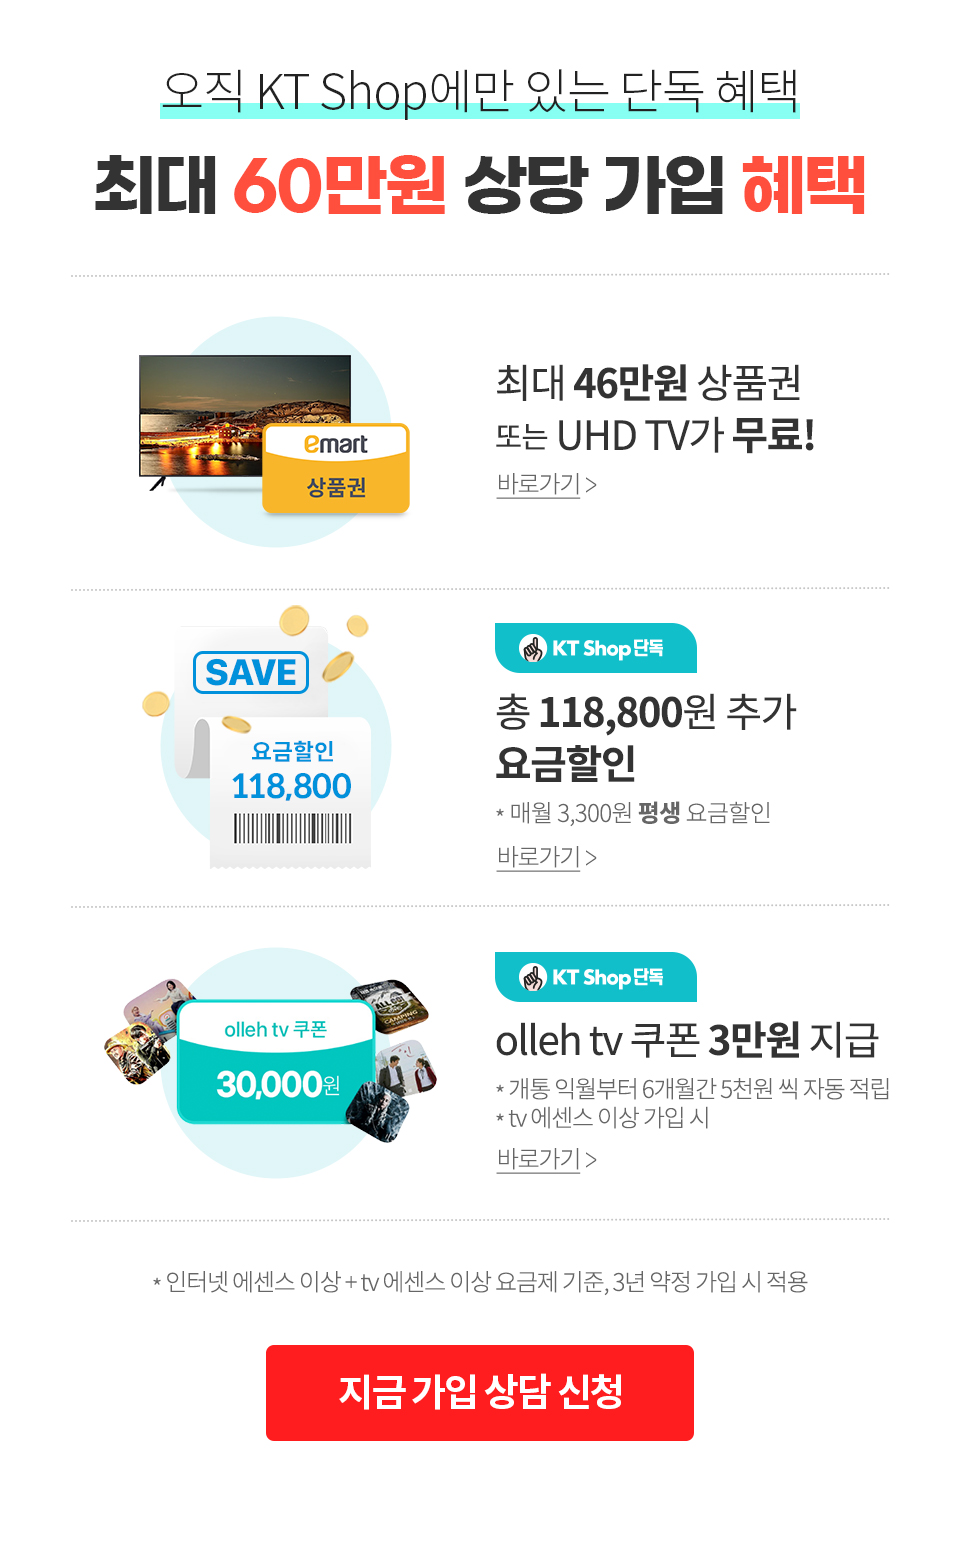 오직 KT Shop에만 있는 단독 혜택
최대 60만원 상당 가입 혜택
emart
상품권
최대 46만원 상품권
또는 UHD TV가 무료!
바로가기 >
SAVE
요금할인
118,800
KT Shop단독
총 118,800원 추가
요금할인
* 매월 3,300원 평생 요금할인
바로가기 >
olleh tv 쿠폰
30,000원
CAMPING
KT Shop단독
olleh tv 쿠폰 3만원 지급
* 개통 익월부터 6개월간 5천원 씩 자동 적립
* tv 에센스 이상 가입 시
바로가기 >
* 인터넷 에센스 이상 + tv 에센스 이상 요금제 기준, 3년 약정 가입 시 적용
지금 가입 상담 신청